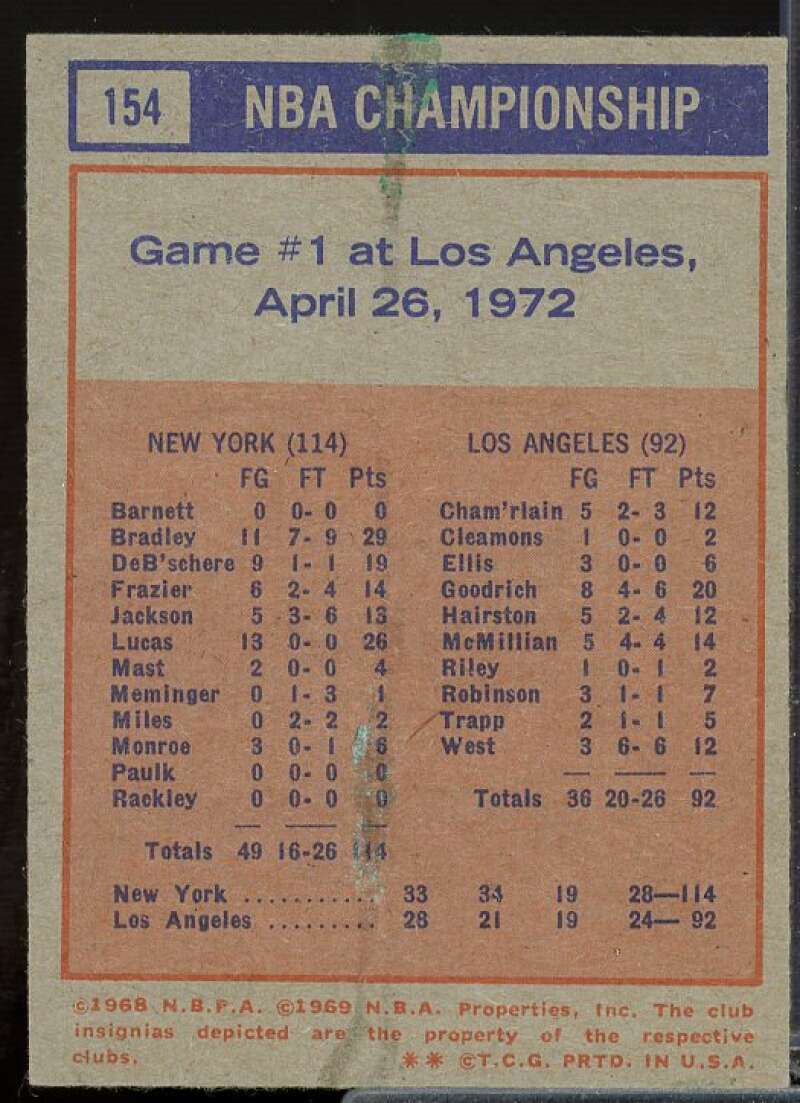 154 NBA CHAMPIONSHIP
Game #1 at Los Angeles,
April 26, 1972
NEW YORK (114)
FG FT Pts
Barnett 0 0- 0 0
Bradley 11 7- 9 29
DeB'schere 9 1- 1 19
Frazier 6 2- 4 14
Jackson 5 3- 6 13
Lucas 13 0- 0 26
Mast 2 0- 0 4
Meminger 0 1- 3 1
Miles 0 2- 2 2
Monroe 3 0- 1 6
Paulk 0 0- 0 0
Rackley 0 0- 0 0
Totals 49 16-26 114
LOS ANGELES (92)
FG FT Pts
Cham'rlain 5 2- 3 12
Cleamons 1 0- 0 2
Ellis 3 0- 0 6
Goodrich 8 4- 6 20
Hairston 5 2- 4 12
McMillian 5 4- 4 14
Riley 1 0- 1 2
Robinson 3 1- 1 7
Trapp 2 1- 1 5
West 3 6- 6 12
Totals 36 20-26 92
New York ........... 33 34 19 28—114
Los Angeles ......... 28 21 19 24— 92
©1968 N.B.P.A. ©1969 N.B.A. Properties, Inc. The club
insignias depicted are the property of the respective
clubs. ** ©T.C.G. PRTD. IN U.S.A.